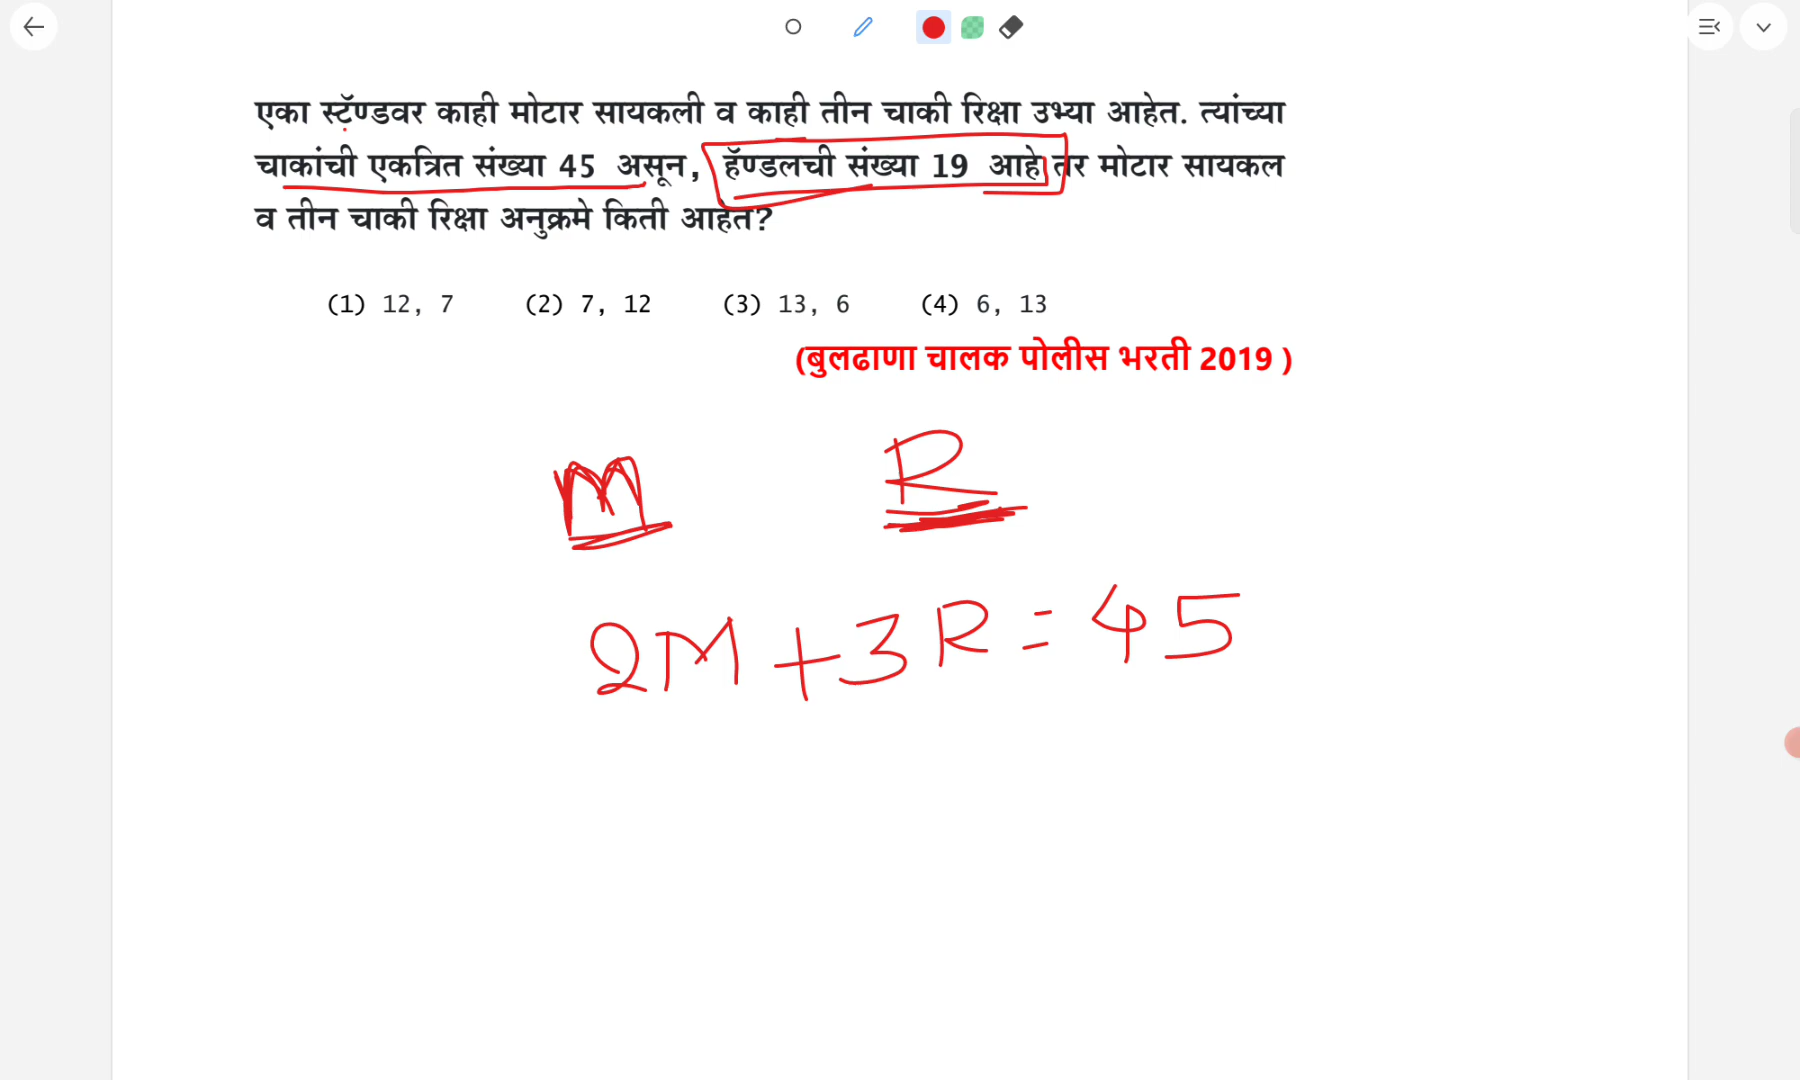 एका स्टॅण्डवर काही मोटार सायकली व काही तीन चाकी रिक्षा उभ्या आहेत. त्यांच्या
चाकांची एकत्रित संख्या 45 असून, हॅण्डलची संख्या 19 आहे तर मोटार सायकल
व तीन चाकी रिक्षा अनुक्रमे किती आहेत?
(1) 12, 7 (2) 7, 12 (3) 13, 6 (4) 6, 13
(बुलढाणा चालक पोलीस भरती 2019 )
M R
2M + 3R = 45